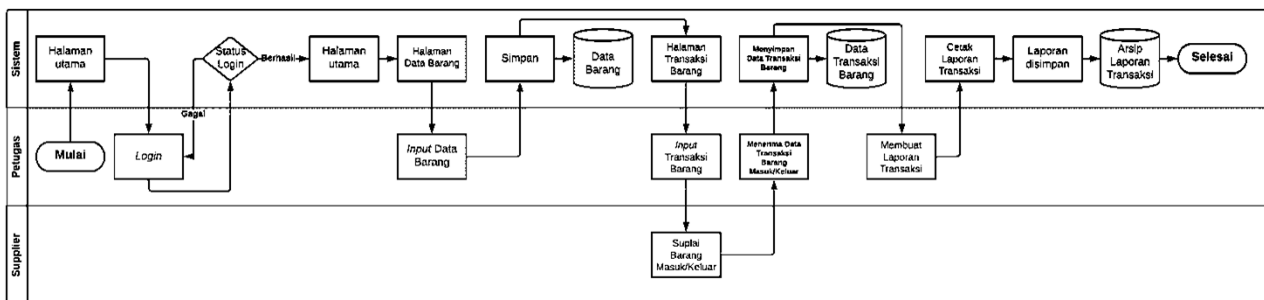 Sistem
Halaman
utama
Status
Login
Berhasil
Gagal
Halaman
utama
Halaman
Data Barang
Simpan
Data
Barang
Halaman
Transaksi
Barang
Menyimpan
Data Transaksi
Barang
Data
Transaksi
Barang
Cetak
Laporan
Transaksi
Laporan
disimpan
Arsip
Laporan
Transaksi
Selesai
Petugas
Mulai
Login
Input Data
Barang
Input
Transaksi
Barang
Menerima Data
Transaksi
Barang
Masuk/Keluar
Membuat
Laporan
Transaksi
Supplier
Suplai
Barang
Masuk/Keluar